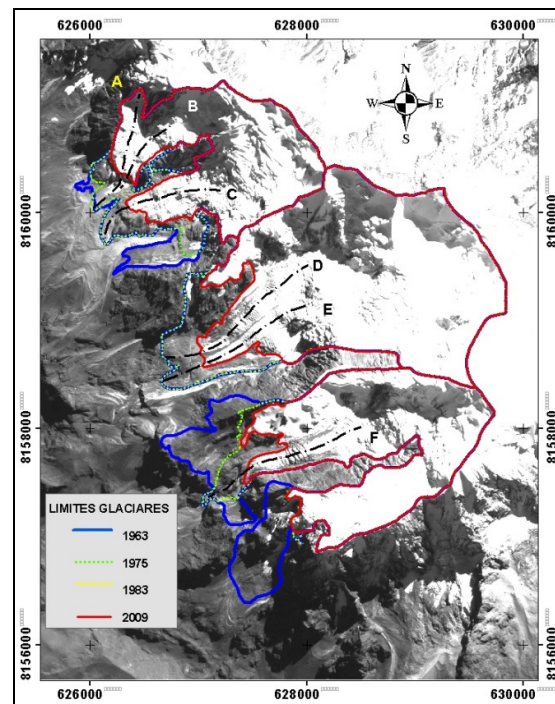 626000 628000 630000
A
B
N
W E
S
C
8160000 8160000
D
E
8158000 8158000
F
LIMITES GLACIARES
1963
1975
1983
2009
8156000 8156000
626000 628000 630000